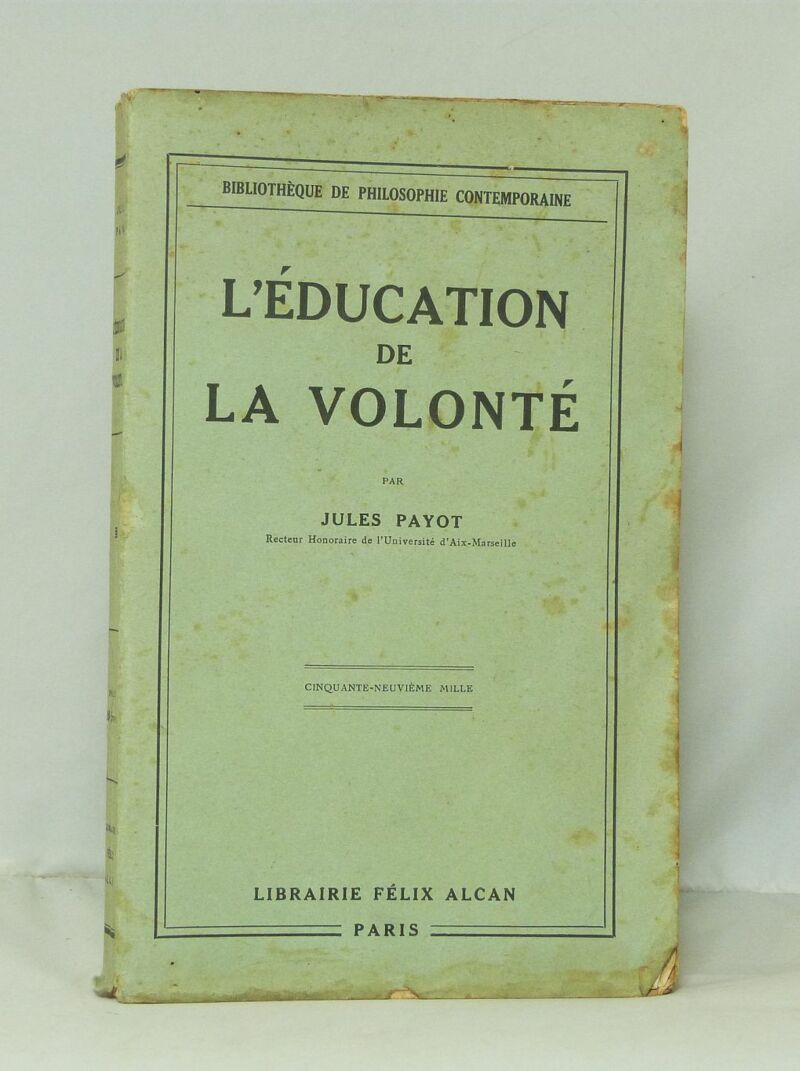 BIBLIOTHÈQUE DE PHILOSOPHIE CONTEMPORAINE
L'ÉDUCATION
DE
LA VOLONTÉ
PAR
JULES PAYOT
Recteur Honoraire de l'Université d'Aix-Marseille
CINQUANTE-NEUVIÈME MILLE
LIBRAIRIE FÉLIX ALCAN
PARIS